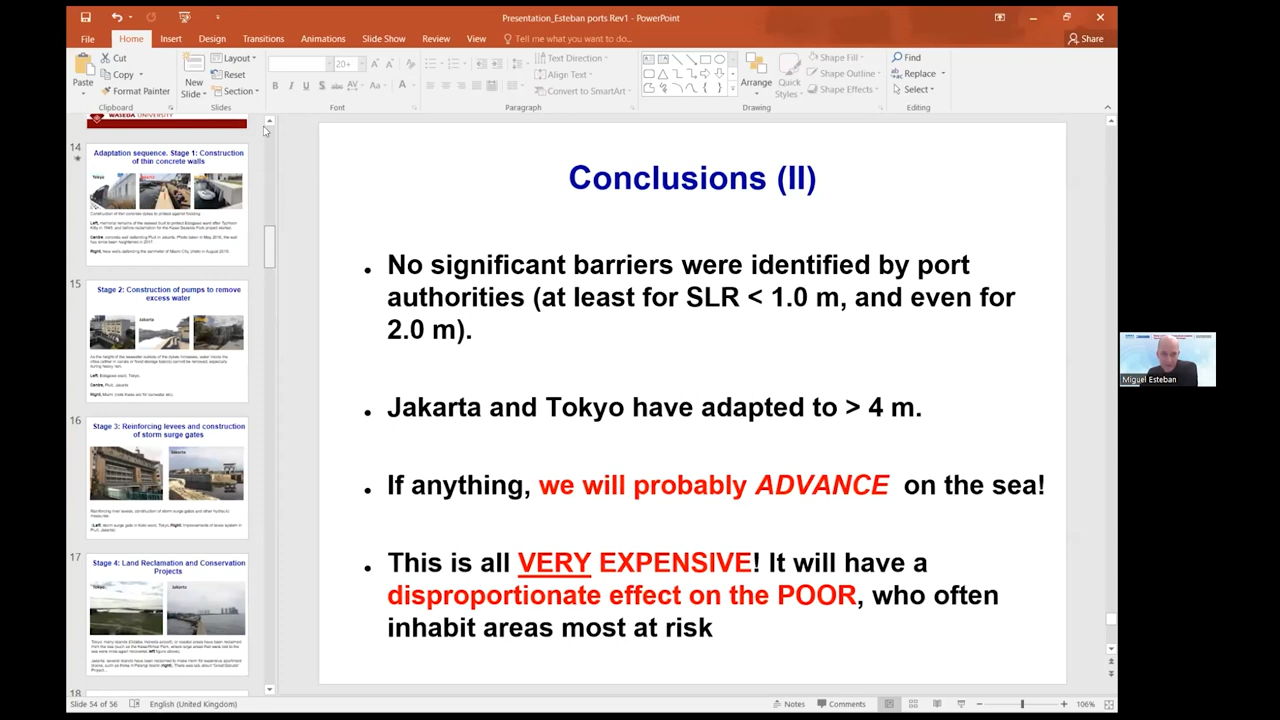 Presentation_Esteban ports Rev1 - PowerPoint
File Home Insert Design Transitions Animations Slide Show Review View Tell me what you want to do... Share
Paste Cut Copy Format Painter
New Slide Layout Reset Section
20+
Text Direction Align Text Convert to SmartArt
Arrange Quick Styles Shape Fill Shape Outline Shape Effects
Find Replace Select
Clipboard Slides Font Paragraph Drawing Editing
WASEDA UNIVERSITY
14
Adaptation sequence. Stage 1: Construction
of thin concrete walls
15
Stage 2: Construction of pumps to remove
excess water
Jakarta
16
Stage 3: Reinforcing levees and construction
of storm surge gates
Jakarta
17
Stage 4: Land Reclamation and Conservation
Projects
Tokyo
Jakarta
18
Conclusions (II)
• No significant barriers were identified by port
authorities (at least for SLR < 1.0 m, and even for
2.0 m).
• Jakarta and Tokyo have adapted to > 4 m.
• If anything, we will probably ADVANCE on the sea!
• This is all VERY EXPENSIVE! It will have a
disproportionate effect on the POOR, who often
inhabit areas most at risk
Miguel Esteban
Slide 54 of 56 English (United Kingdom) Notes Comments 106%